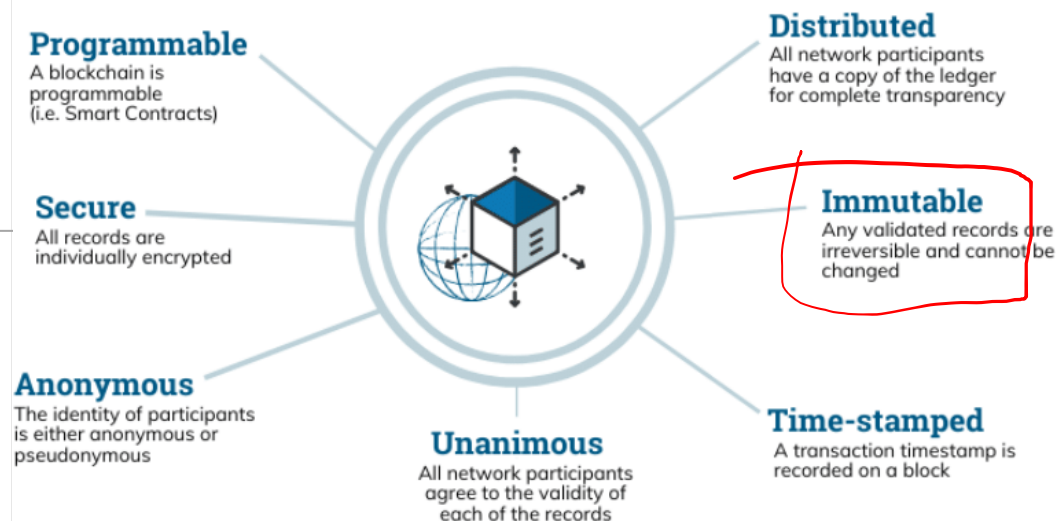 Programmable
A blockchain is
programmable
(i.e. Smart Contracts)
Distributed
All network participants
have a copy of the ledger
for complete transparency
Secure
All records are
individually encrypted
Immutable
Any validated records are
irreversible and cannot be
changed
Anonymous
The identity of participants
is either anonymous or
pseudonymous
Unanimous
All network participants
agree to the validity of
each of the records
Time-stamped
A transaction timestamp is
recorded on a block